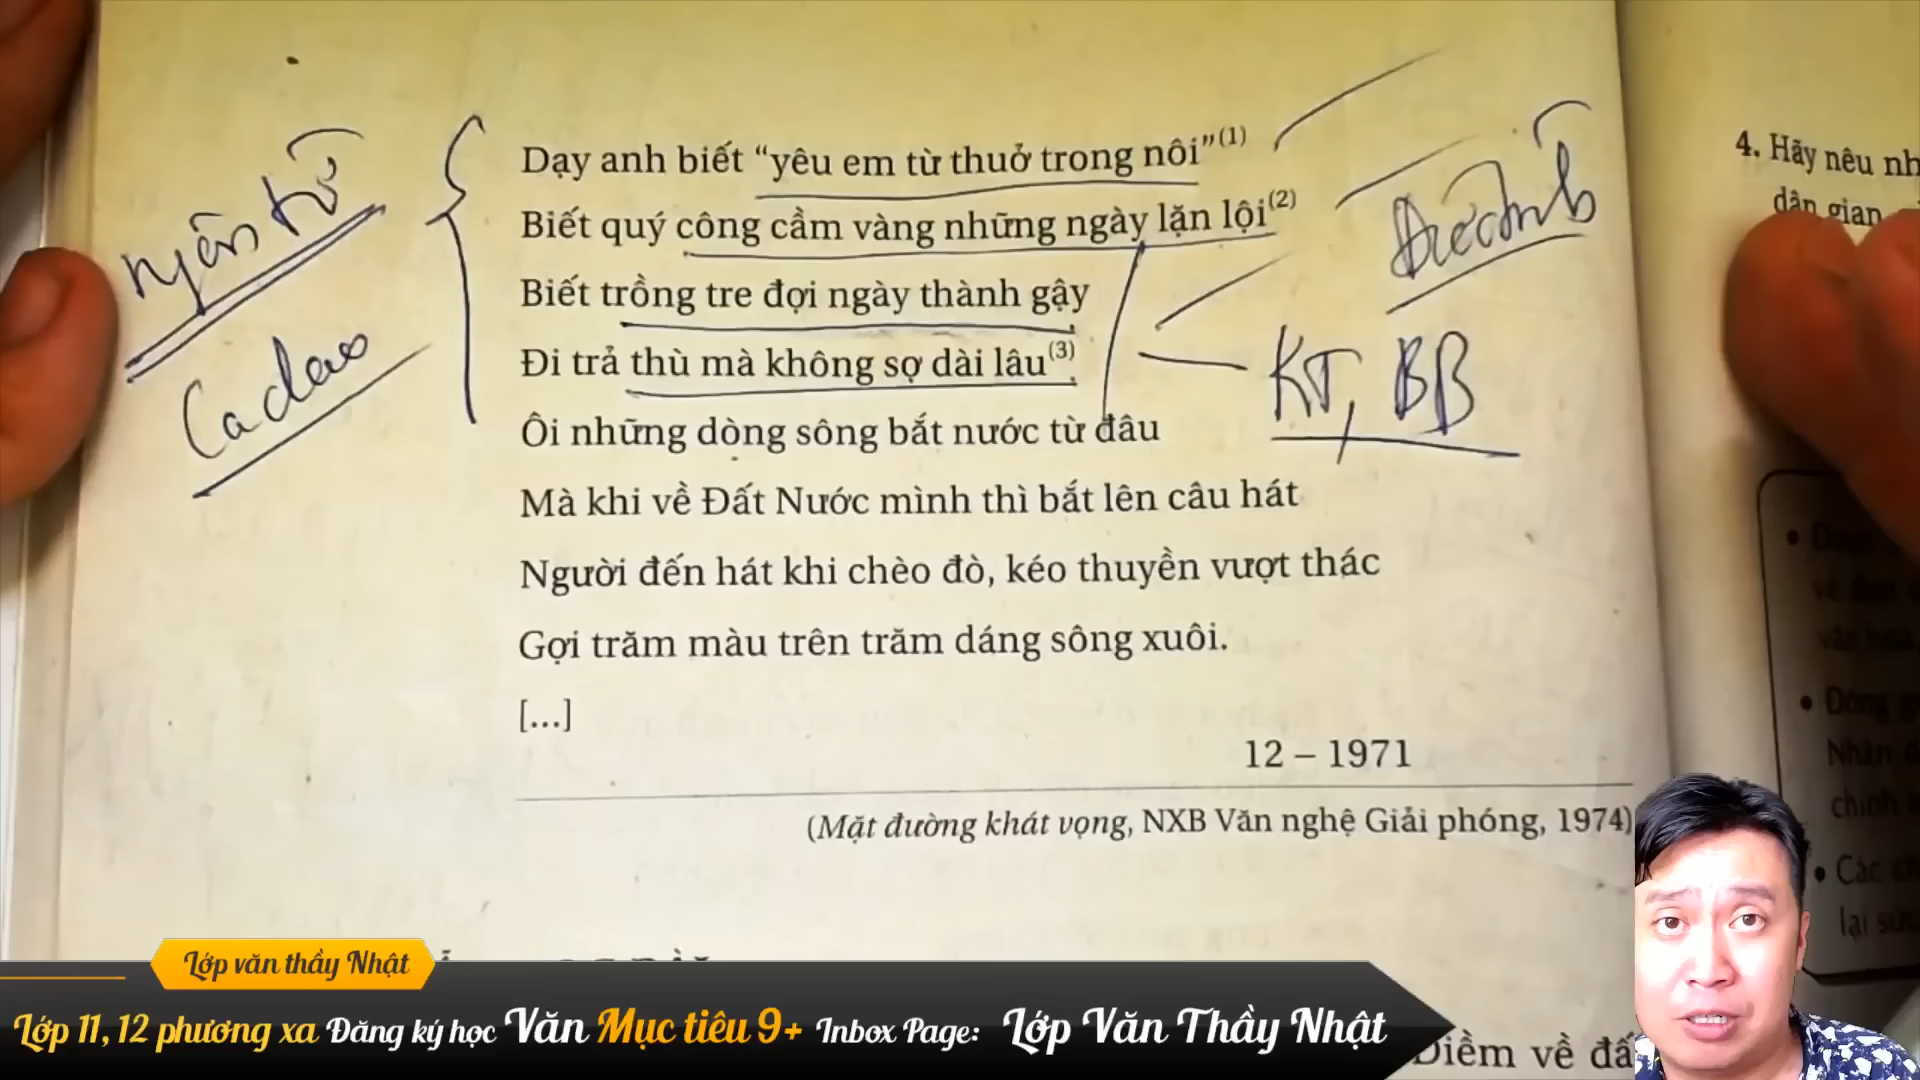 Dạy anh biết “yêu em từ thuở trong nôi”(1)
Biết quý công cầm vàng những ngày lặn lội(2)
Biết trồng tre đợi ngày thành gậy
Đi trả thù mà không sợ dài lâu(3)
Ôi những dòng sông bắt nước từ đâu
Mà khi về Đất Nước mình thì bắt lên câu hát
Người đến hát khi chèo đò, kéo thuyền vượt thác
Gợi trăm màu trên trăm dáng sông xuôi.
[...]
12 – 1971
(Mặt đường khát vọng, NXB Văn nghệ Giải phóng, 1974)
Ca dao
KT, BB
4. Hãy nêu nh
dân gian
• Các
lại sức
Điềm về đấ
Lớp văn thầy Nhật
Lớp 11, 12 phương xa Đăng ký học Văn Mục tiêu 9+ Inbox Page: Lớp Văn Thầy Nhật